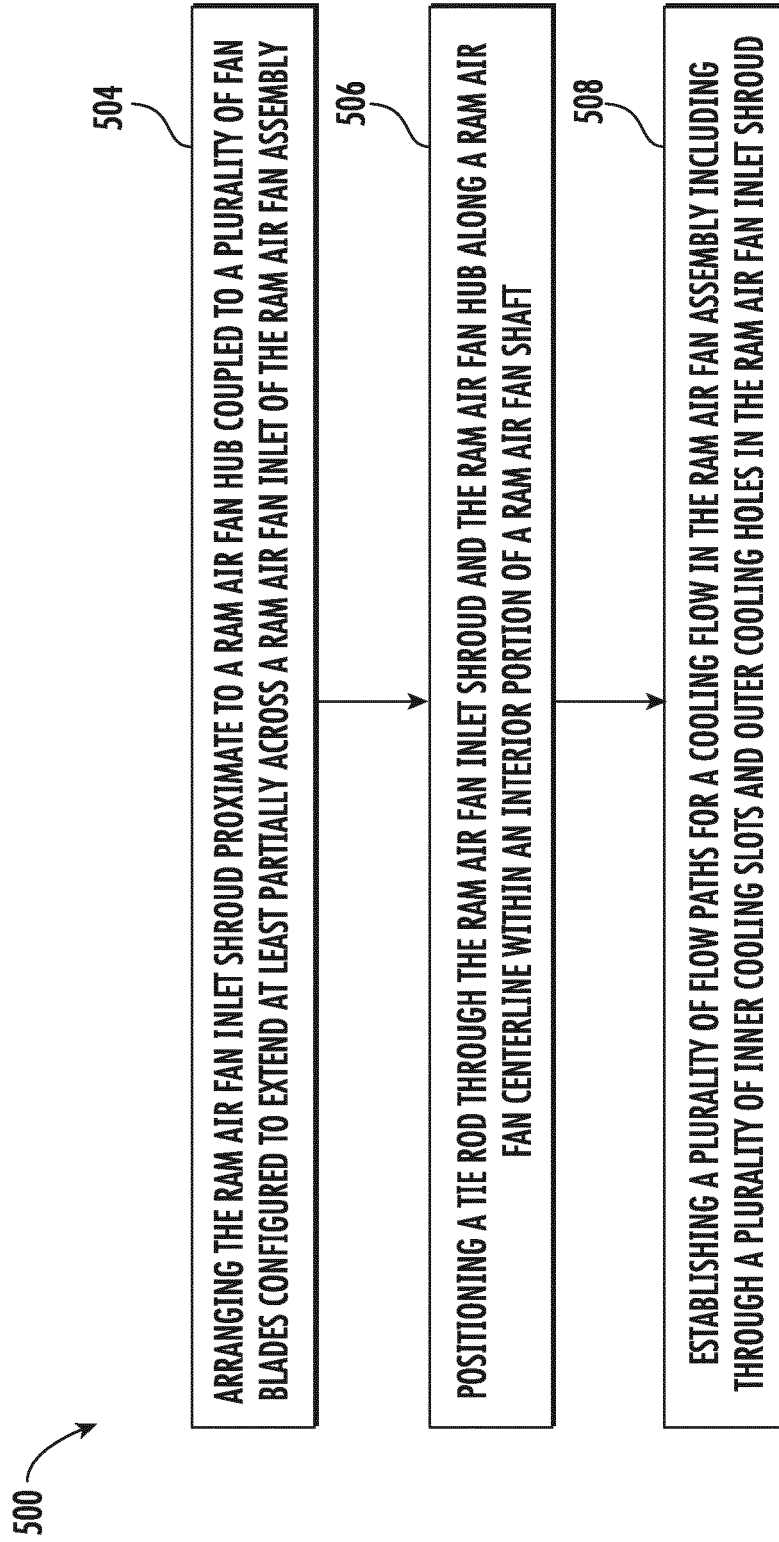 500
504
ARRANGING THE RAM AIR FAN INLET SHROUD PROXIMATE TO A RAM AIR FAN HUB COUPLED TO A PLURALITY OF FAN
BLADES CONFIGURED TO EXTEND AT LEAST PARTIALLY ACROSS A RAM AIR FAN INLET OF THE RAM AIR FAN ASSEMBLY
506
POSITIONING A TIE ROD THROUGH THE RAM AIR FAN INLET SHROUD AND THE RAM AIR FAN HUB ALONG A RAM AIR
FAN CENTERLINE WITHIN AN INTERIOR PORTION OF A RAM AIR FAN SHAFT
508
ESTABLISHING A PLURALITY OF FLOW PATHS FOR A COOLING FLOW IN THE RAM AIR FAN ASSEMBLY INCLUDING
THROUGH A PLURALITY OF INNER COOLING SLOTS AND OUTER COOLING HOLES IN THE RAM AIR FAN INLET SHROUD